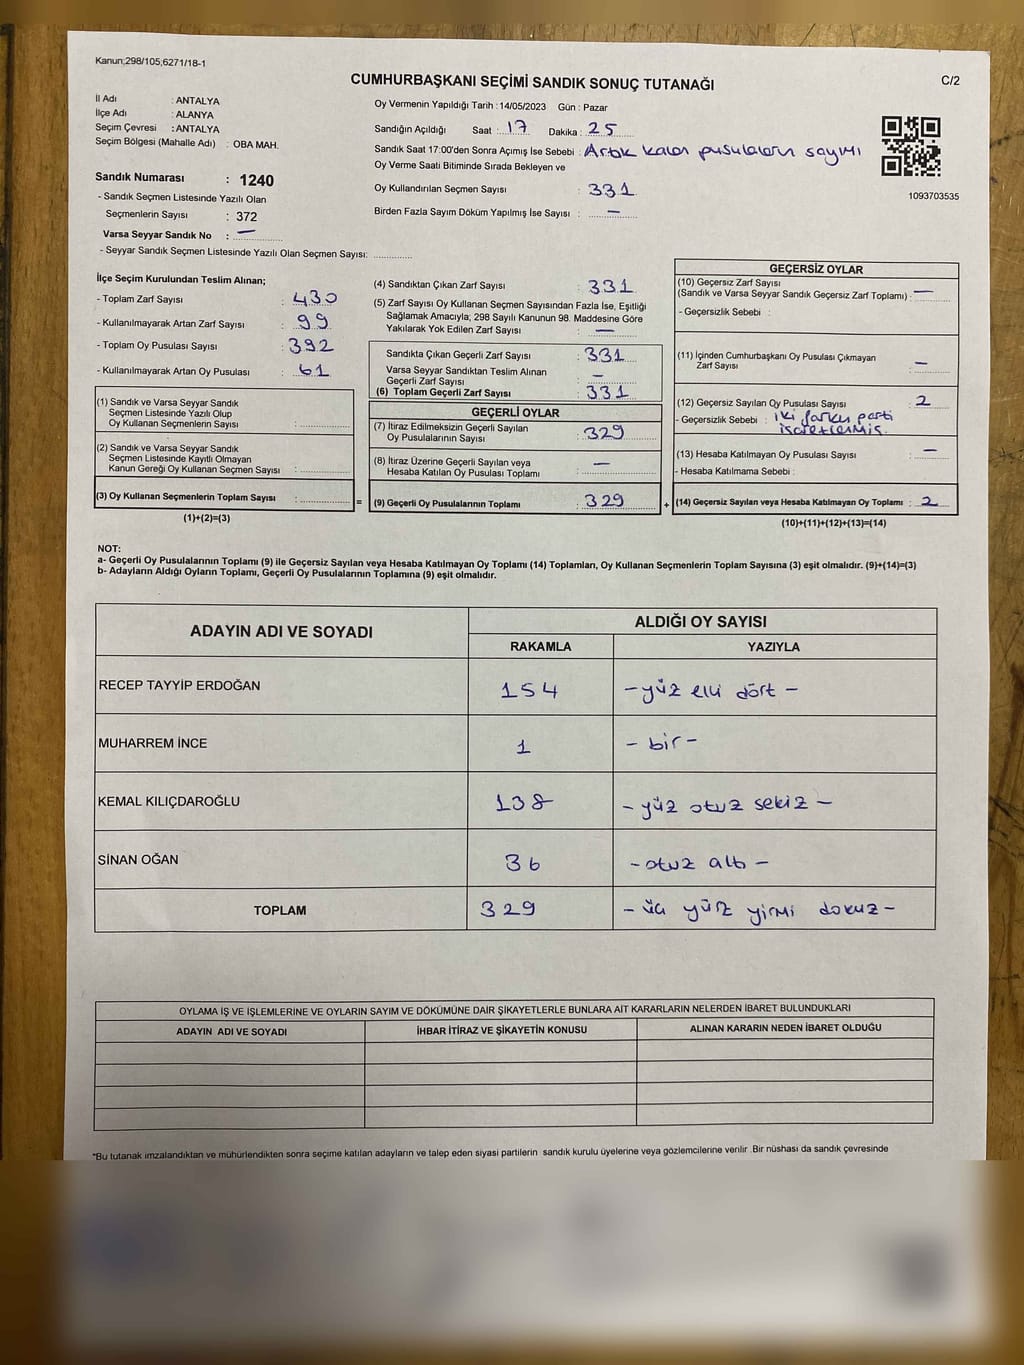 Kanun;298/105;6271/18-1
CUMHURBAŞKANI SEÇİMİ SANDIK SONUÇ TUTANAĞI
C/2
İl Adı : ANTALYA
İlçe Adı : ALANYA
Seçim Çevresi : ANTALYA
Seçim Bölgesi (Mahalle Adı) : OBA MAH.
Sandık Numarası : 1240
- Sandık Seçmen Listesinde Yazılı Olan
Seçmenlerin Sayısı : 372
Varsa Seyyar Sandık No : —
- Seyyar Sandık Seçmen Listesinde Yazılı Olan Seçmen Sayısı:
Oy Vermenin Yapıldığı Tarih : 14/05/2023 Gün : Pazar
Sandığın Açıldığı Saat : 17 Dakika : 25
Sandık Saat 17:00'den Sonra Açımış İse Sebebi : Artık kalan pusulaların sayımı
Oy Verme Saati Bitiminde Sırada Bekleyen ve
Oy Kullandırılan Seçmen Sayısı : 331
Birden Fazla Sayım Döküm Yapılmış İse Sayısı : —
1093703535
İlçe Seçim Kurulundan Teslim Alınan;
- Toplam Zarf Sayısı : 430
- Kullanılmayarak Artan Zarf Sayısı : 99
- Toplam Oy Pusulası Sayısı : 392
- Kullanılmayarak Artan Oy Pusulası : 61
(1) Sandık ve Varsa Seyyar Sandık
Seçmen Listesinde Yazılı Olup
Oy Kullanan Seçmenlerin Sayısı :
(2) Sandık ve Varsa Seyyar Sandık
Seçmen Listesinde Kayıtlı Olmayan
Kanun Gereği Oy Kullanan Seçmen Sayısı :
(3) Oy Kullanan Seçmenlerin Toplam Sayısı : =
(1)+(2)=(3)
(4) Sandıktan Çıkan Zarf Sayısı : 331
(5) Zarf Sayısı Oy Kullanan Seçmen Sayısından Fazla İse, Eşitliği
Sağlamak Amacıyla; 298 Sayılı Kanunun 98. Maddesine Göre
Yakılarak Yok Edilen Zarf Sayısı : —
Sandıkta Çıkan Geçerli Zarf Sayısı : 331
Varsa Seyyar Sandıktan Teslim Alınan
Geçerli Zarf Sayısı : —
(6) Toplam Geçerli Zarf Sayısı : 331
GEÇERLİ OYLAR
(7) İtiraz Edilmeksizin Geçerli Sayılan
Oy Pusulalarının Sayısı : 329
(8) İtiraz Üzerine Geçerli Sayılan veya
Hesaba Katılan Oy Pusulası Toplamı : —
(9) Geçerli Oy Pusulalarının Toplamı : 329 +
GEÇERSİZ OYLAR
(10) Geçersiz Zarf Sayısı
(Sandık ve Varsa Seyyar Sandık Geçersiz Zarf Toplamı) : —
- Geçersizlik Sebebi :
(11) İçinden Cumhurbaşkanı Oy Pusulası Çıkmayan
Zarf Sayısı : —
(12) Geçersiz Sayılan Oy Pusulası Sayısı : 2
- Geçersizlik Sebebi : iki farklı parti
işaretlenmiş.
(13) Hesaba Katılmayan Oy Pusulası Sayısı : —
- Hesaba Katılmama Sebebi :
(14) Geçersiz Sayılan veya Hesaba Katılmayan Oy Toplamı : 2
(10)+(11)+(12)+(13)=(14)
NOT:
a- Geçerli Oy Pusulalarının Toplamı (9) ile Geçersiz Sayılan veya Hesaba Katılmayan Oy Toplamı (14) Toplamları, Oy Kullanan Seçmenlerin Toplam Sayısına (3) eşit olmalıdır. (9)+(14)=(3)
b- Adayların Aldığı Oyların Toplamı, Geçerli Oy Pusulalarının Toplamına (9) eşit olmalıdır.
ADAYIN ADI VE SOYADI
ALDIĞI OY SAYISI
RAKAMLA YAZIYLA
RECEP TAYYİP ERDOĞAN 154 - yüz elli dört -
MUHARREM İNCE 1 - bir -
KEMAL KILIÇDAROĞLU 138 - yüz otuz sekiz -
SİNAN OĞAN 36 - otuz altı -
TOPLAM 329 - üç yüz yirmi dokuz -
OYLAMA İŞ VE İŞLEMLERİNE VE OYLARIN SAYIM VE DÖKÜMÜNE DAİR ŞİKAYETLERLE BUNLARA AİT KARARLARIN NELERDEN İBARET BULUNDUKLARI
ADAYIN ADI VE SOYADI İHBAR İTİRAZ VE ŞİKAYETİN KONUSU ALINAN KARARIN NEDEN İBARET OLDUĞU
*Bu tutanak imzalandıktan ve mühürlendikten sonra seçime katılan adayların ve talep eden siyasi partilerin sandık kurulu üyelerine veya gözlemcilerine verilir .Bir nüshası da sandık çevresinde